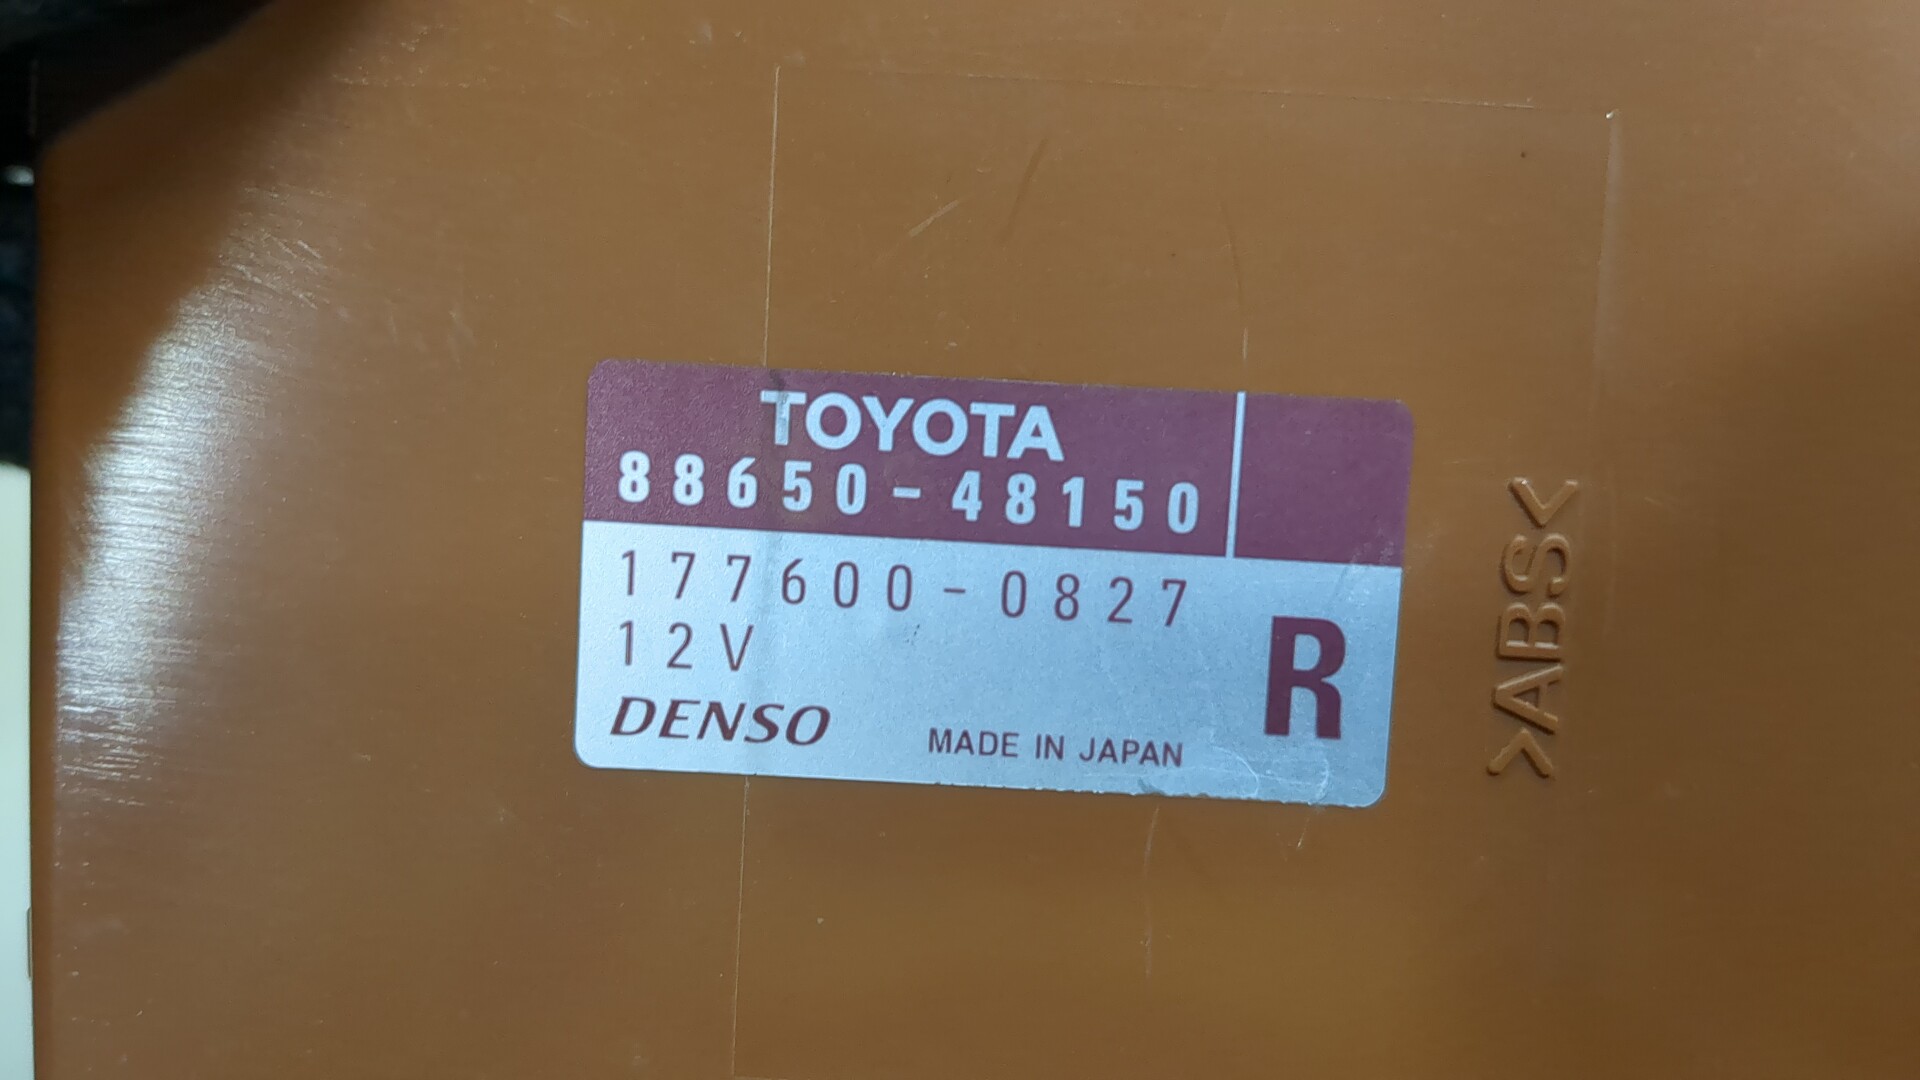 TOYOTA
88650-48150
177600-0827
12V
R
DENSO
MADE IN JAPAN
>ABS<